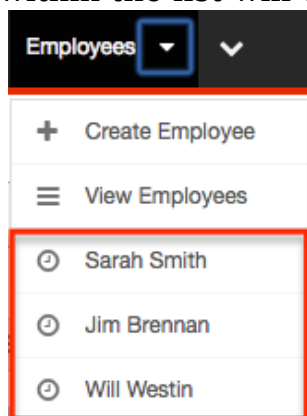 Employees
Create Employee
View Employees
Sarah Smith
Jim Brennan
Will Westin